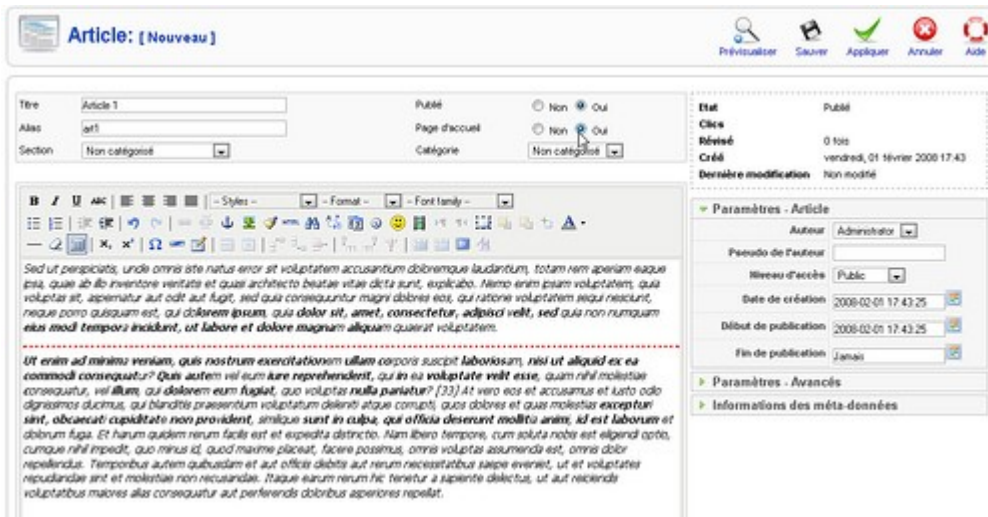 Article: [ Nouveau ]
Prévisualiser Sauver Appliquer Annuler Aide
Titre Article 1 Publié Non Oui
Alias art1 Page d'accueil Non Oui
Section Non catégorisé Catégorie Non catégorisé
Etat Publié
Clics
Révisé 0 fois
Créé vendredi, 01 février 2008 17:43
Dernière modification Non modifié
B I U ABC -- Styles -- -- Format -- -- Font family --
Sed ut perspiciatis, unde omnis iste natus error sit voluptatem accusantium doloremque laudantium, totam rem aperiam eaque
ipsa, quae ab illo inventore veritatis et quasi architecto beatae vitae dicta sunt, explicabo. Nemo enim ipsam voluptatem, quia
voluptas sit, aspernatur aut odit aut fugit, sed quia consequuntur magni dolores eos, qui ratione voluptatem sequi nesciunt,
neque porro quisquam est, qui dolorem ipsum, quia dolor sit, amet, consectetur, adipisci velit, sed quia non numquam
eius modi tempora incidunt, ut labore et dolore magnam aliquam quaerat voluptatem.
Ut enim ad minima veniam, quis nostrum exercitationem ullam corporis suscipit laboriosam, nisi ut aliquid ex ea
commodi consequatur? Quis autem vel eum iure reprehenderit, qui in ea voluptate velit esse, quam nihil molestiae
consequatur, vel illum, qui dolorem eum fugiat, quo voluptas nulla pariatur? [33] At vero eos et accusamus et iusto odio
dignissimos ducimus, qui blanditiis praesentium voluptatum deleniti atque corrupti, quos dolores et quas molestias excepturi
sint, obcaecati cupiditate non provident, similique sunt in culpa, qui officia deserunt mollitia animi, id est laborum et
dolorum fuga. Et harum quidem rerum facilis est et expedita distinctio. Nam libero tempore, cum soluta nobis est eligendi optio,
cumque nihil impedit, quo minus id, quod maxime placeat, facere possimus, omnis voluptas assumenda est, omnis dolor
repellendus. Temporibus autem quibusdam et aut officiis debitis aut rerum necessitatibus saepe eveniet, ut et voluptates
repudiandae sint et molestiae non recusandae. Itaque earum rerum hic tenetur a sapiente delectus, ut aut reiciendis
voluptatibus maiores alias consequatur aut perferendis doloribus asperiores repellat.
Paramètres - Article
Auteur Administrator
Pseudo de l'auteur
Niveau d'accès Public
Date de création 2008-02-01 17:43:25
Début de publication 2008-02-01 17:43:25
Fin de publication Jamais
Paramètres - Avancés
Informations des méta-données